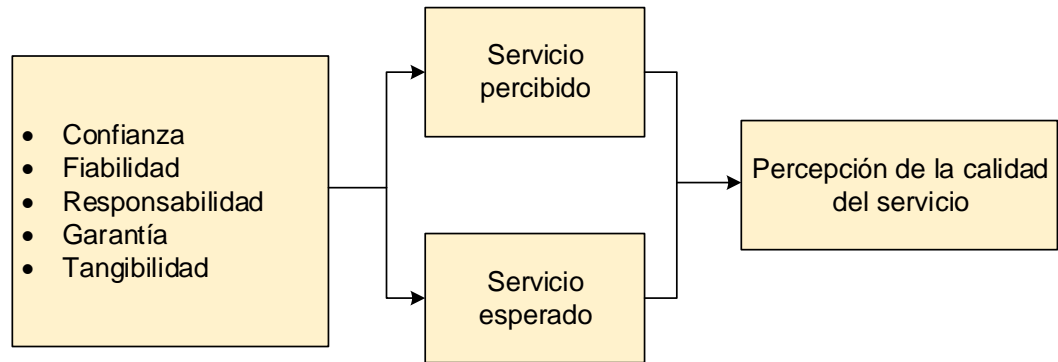 • Confianza
• Fiabilidad
• Responsabilidad
• Garantía
• Tangibilidad
Servicio
percibido
Servicio
esperado
Percepción de la calidad
del servicio